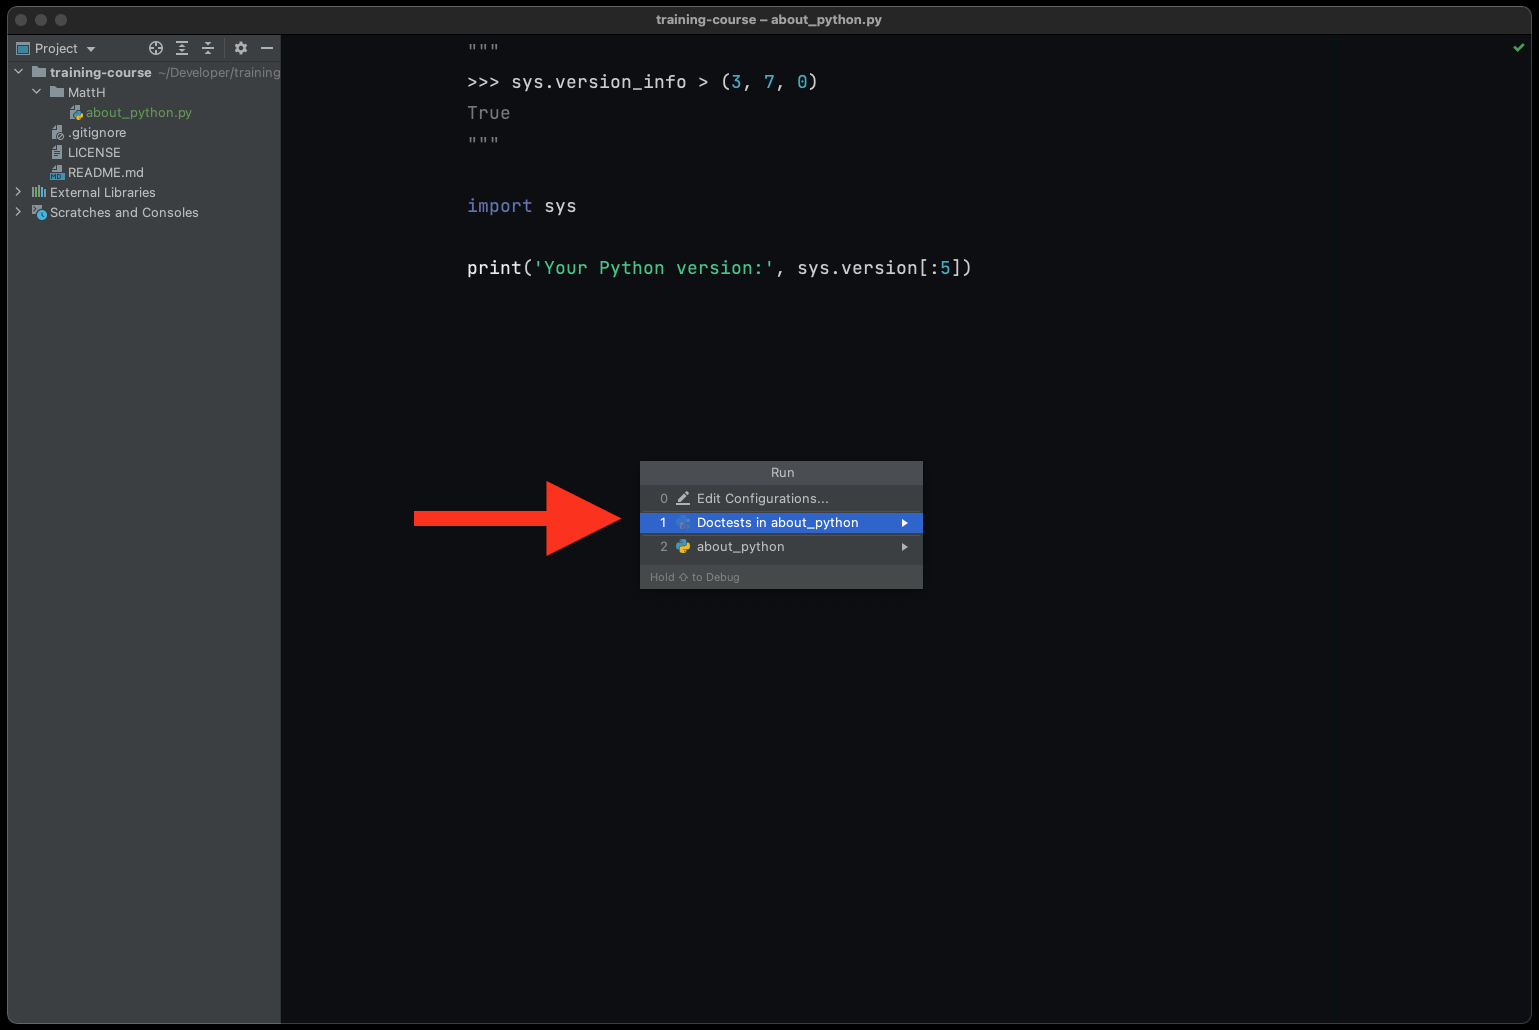 training-course – about_python.py
Project
training-course ~/Developer/training
MattH
about_python.py
.gitignore
LICENSE
README.md
External Libraries
Scratches and Consoles
"""
>>> sys.version_info > (3, 7, 0)
True
"""
import sys
print('Your Python version:', sys.version[:5])
Run
0 Edit Configurations...
1 Doctests in about_python
2 about_python
Hold ⇧ to Debug